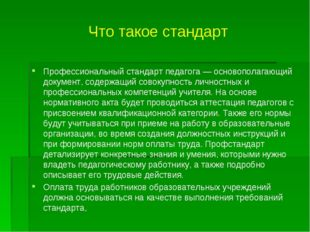 Что такое стандарт
Профессиональный стандарт педагога — основополагающий
документ, содержащий совокупность личностных и
профессиональных компетенций учителя. На основе
нормативного акта будет проводиться аттестация педагогов с
присвоением квалификационной категории. Также его нормы
будут учитываться при приеме на работу в образовательные
организации, во время создания должностных инструкций и
при формировании норм оплаты труда. Профстандарт
детализирует конкретные знания и умения, которыми нужно
владеть педагогическому работнику, а также подробно
описывает его трудовые действия.
Оплата труда работников образовательных учреждений
должна основываться на качестве выполнения требований
стандарта,